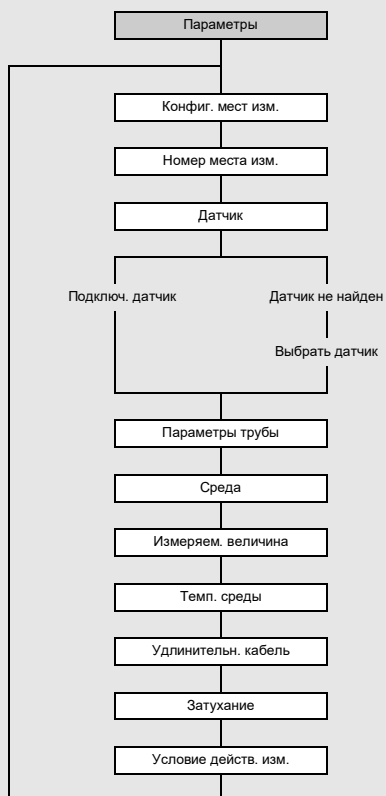 Параметры
Конфиг. мест изм.
Номер места изм.
Датчик
Подключ. датчик
Датчик не найден
Выбрать датчик
Параметры трубы
Среда
Измеряем. величина
Темп. среды
Удлинительн. кабель
Затухание
Условие действ. изм.